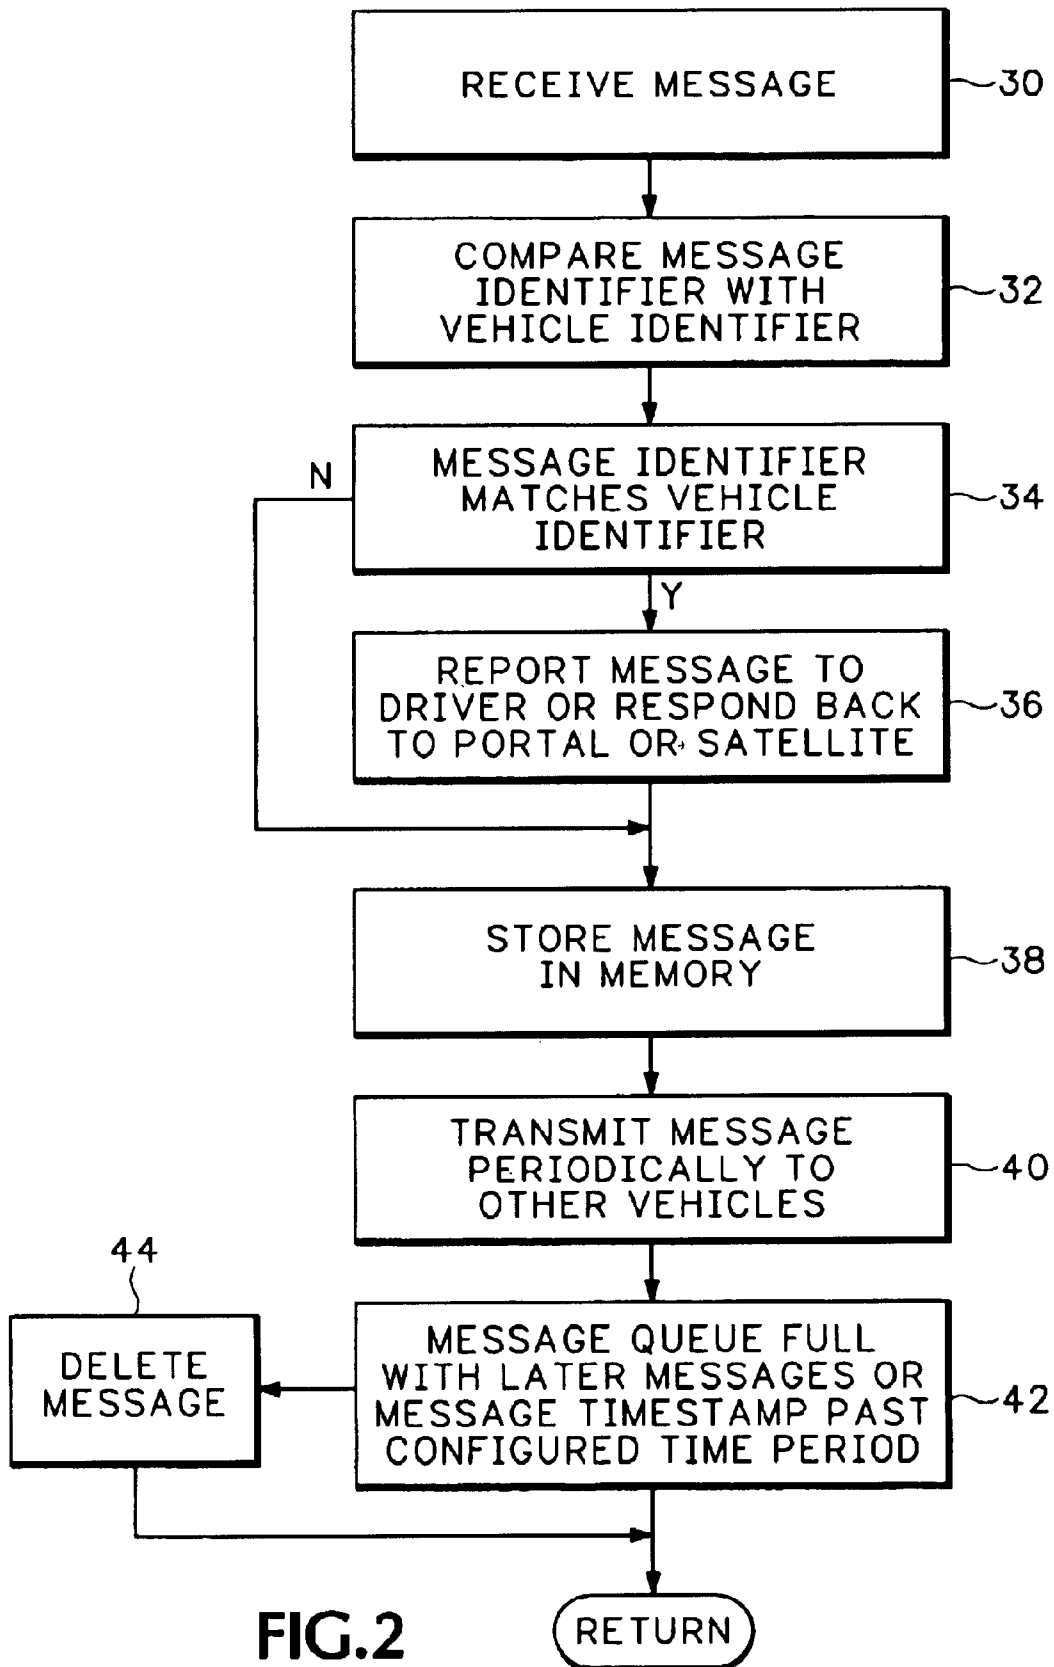 RECEIVE MESSAGE
30
COMPARE MESSAGE
IDENTIFIER WITH
VEHICLE IDENTIFIER
32
MESSAGE IDENTIFIER
MATCHES VEHICLE
IDENTIFIER
34
N
Y
REPORT MESSAGE TO
DRIVER OR RESPOND BACK
TO PORTAL OR SATELLITE
36
STORE MESSAGE
IN MEMORY
38
TRANSMIT MESSAGE
PERIODICALLY TO
OTHER VEHICLES
40
MESSAGE QUEUE FULL
WITH LATER MESSAGES OR
MESSAGE TIMESTAMP PAST
CONFIGURED TIME PERIOD
42
44
DELETE
MESSAGE
RETURN
FIG.2